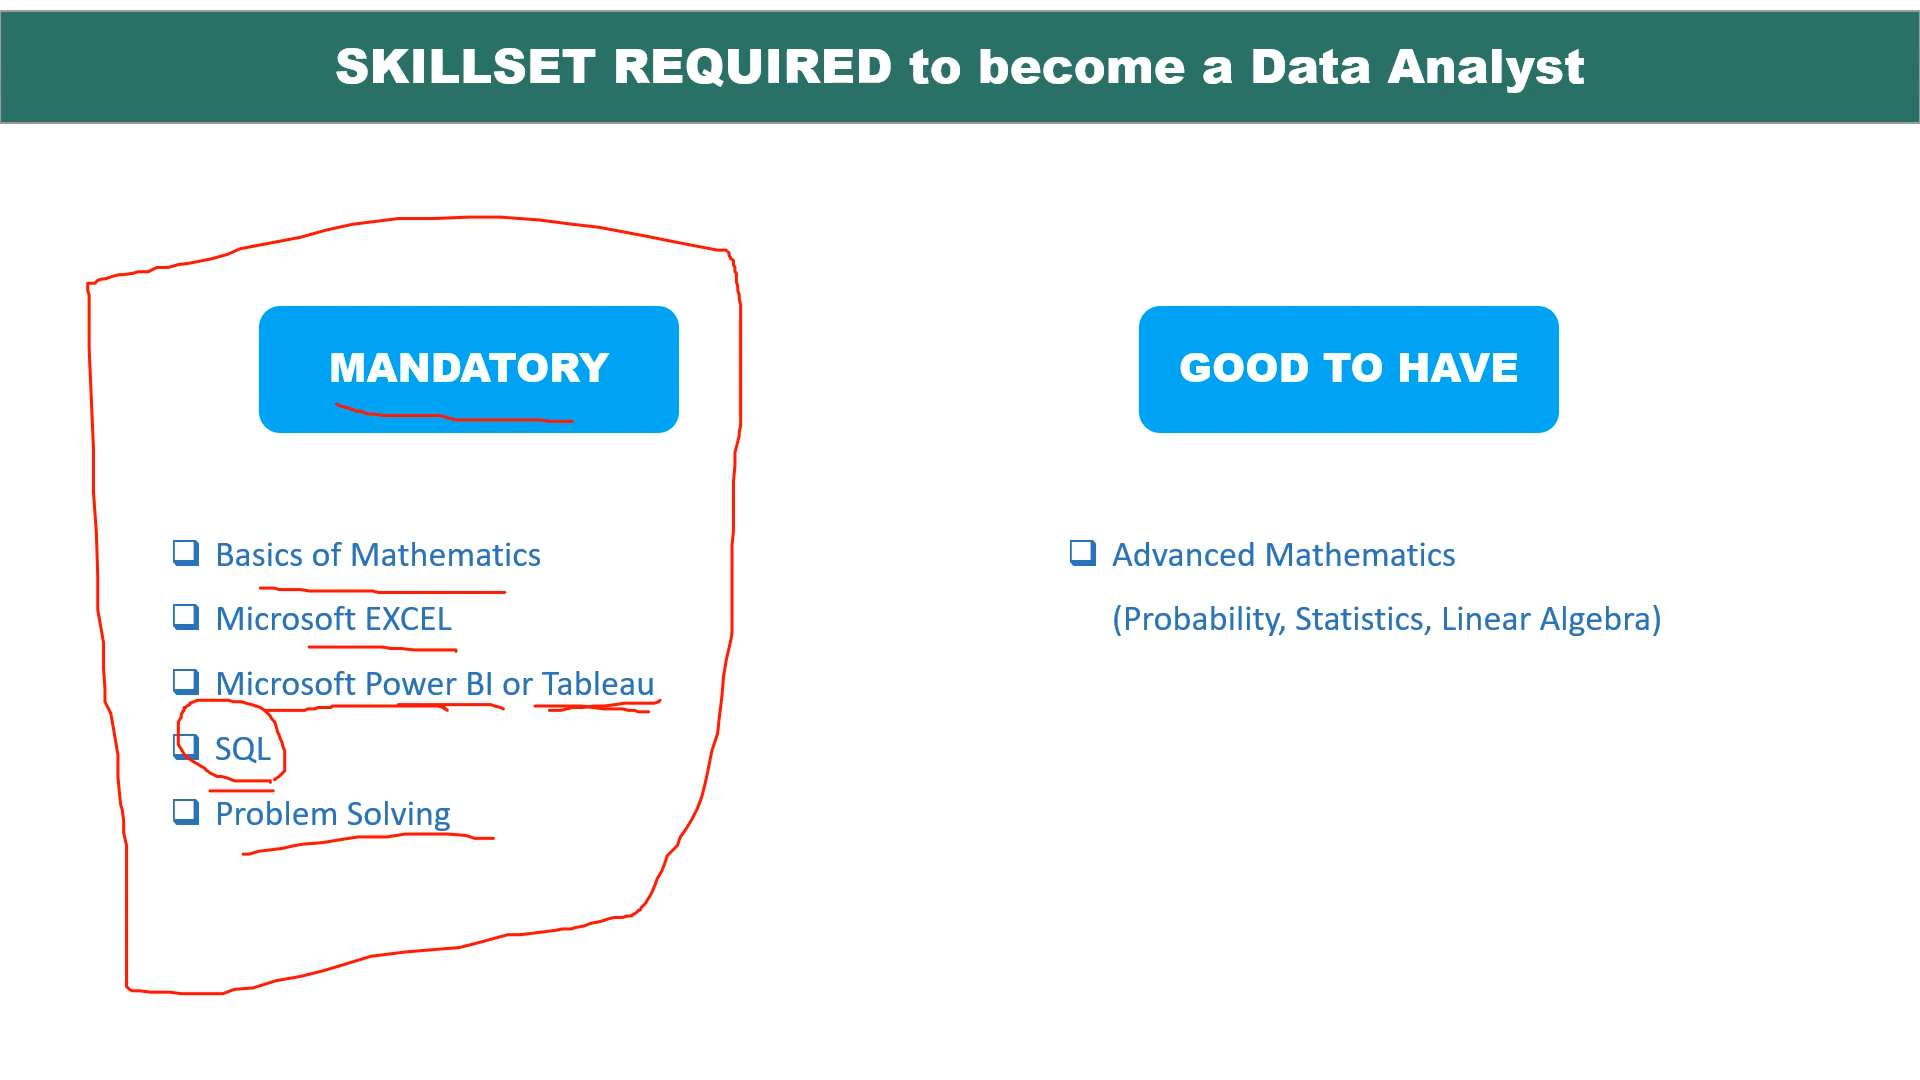 SKILLSET REQUIRED to become a Data Analyst
MANDATORY
Basics of Mathematics
Microsoft EXCEL
Microsoft Power BI or Tableau
SQL
Problem Solving
GOOD TO HAVE
Advanced Mathematics
(Probability, Statistics, Linear Algebra)